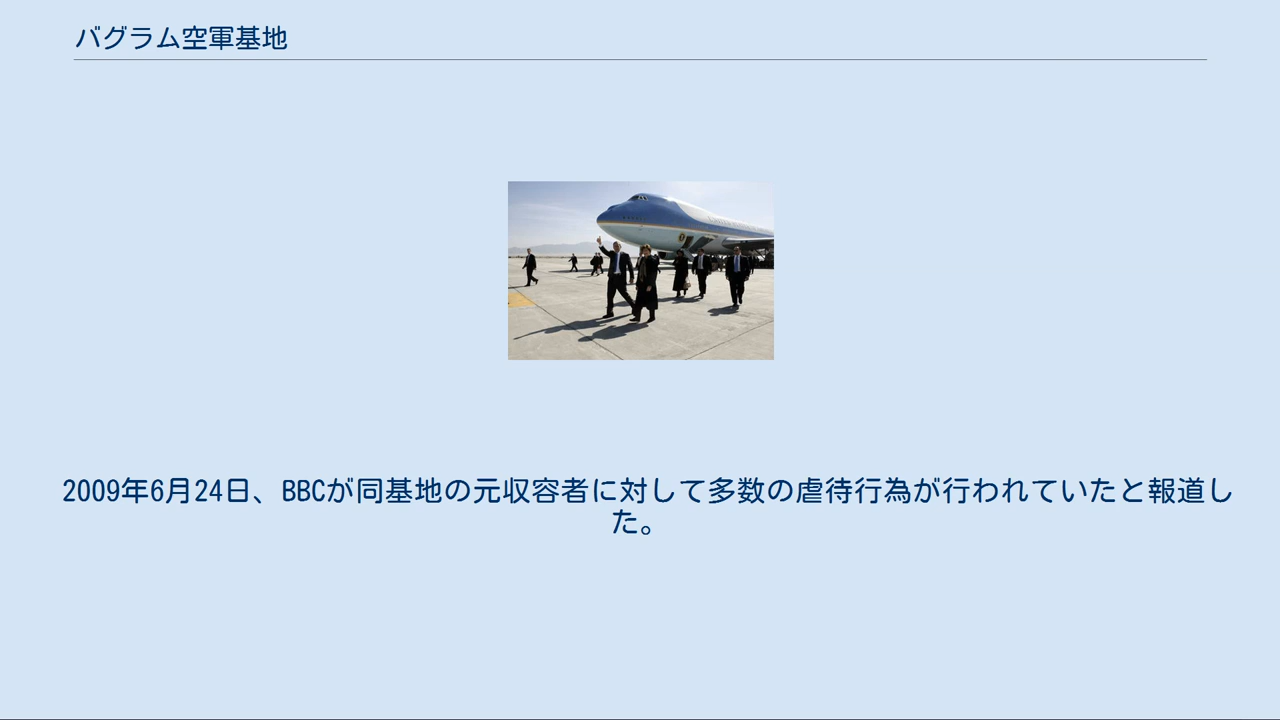 バグラム空軍基地
2009年6月24日、BBCが同基地の元収容者に対して多数の虐待行為が行われていたと報道し
た。